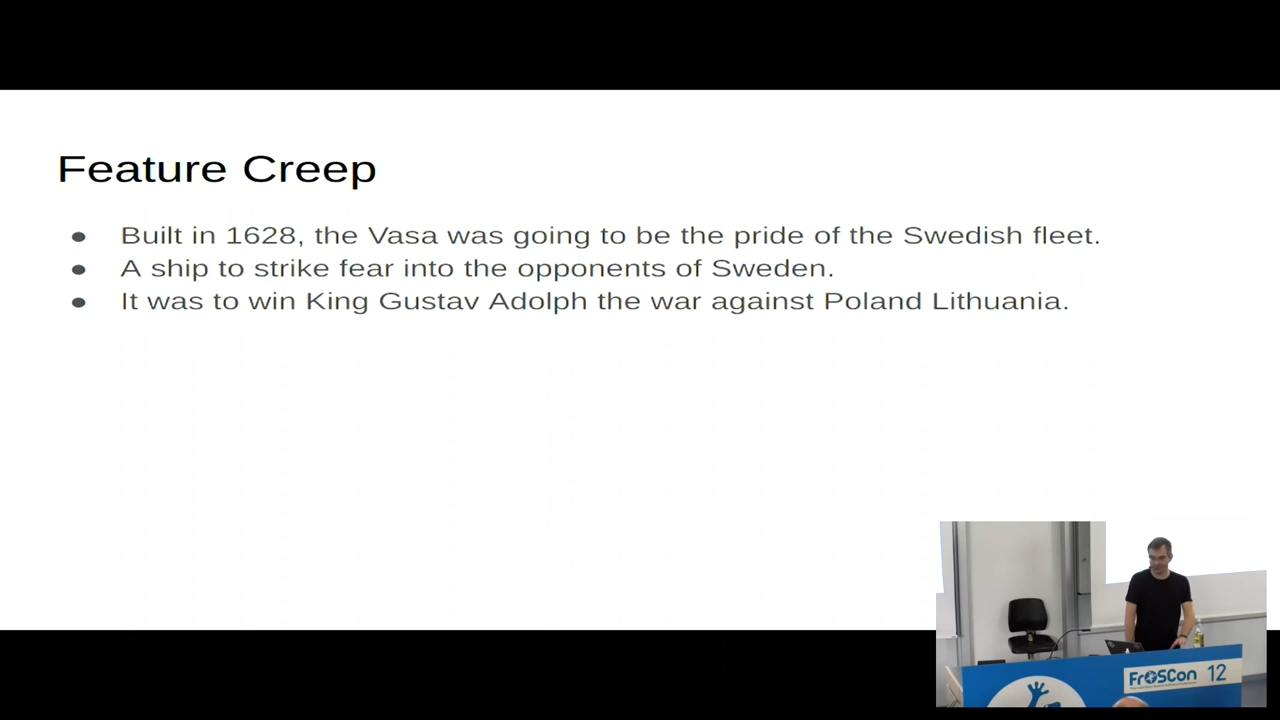 Feature Creep
● Built in 1628, the Vasa was going to be the pride of the Swedish fleet.
● A ship to strike fear into the opponents of Sweden.
● It was to win King Gustav Adolph the war against Poland Lithuania.
FrOSCon 12